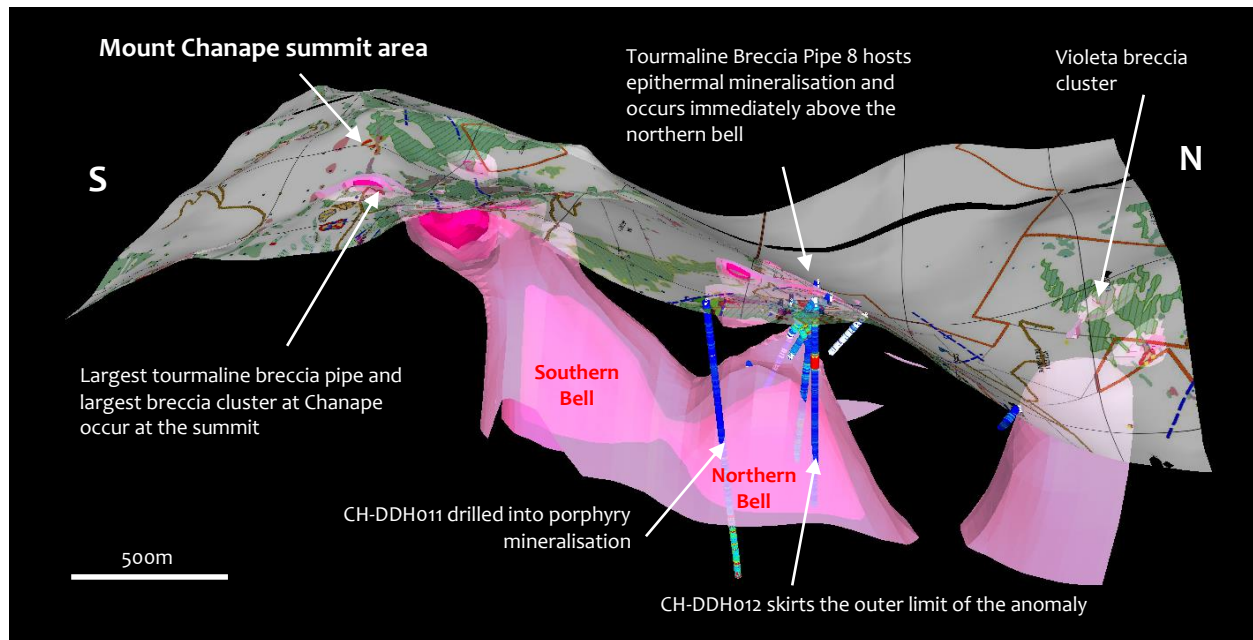 Mount Chanape summit area
Tourmaline Breccia Pipe 8 hosts
epithermal mineralisation and
occurs immediately above the
northern bell
Violeta breccia
cluster
S
N
Largest tourmaline breccia pipe and
largest breccia cluster at Chanape
occur at the summit
Southern
Bell
Northern
Bell
CH-DDH011 drilled into porphyry
mineralisation
500m
CH-DDH012 skirts the outer limit of the anomaly